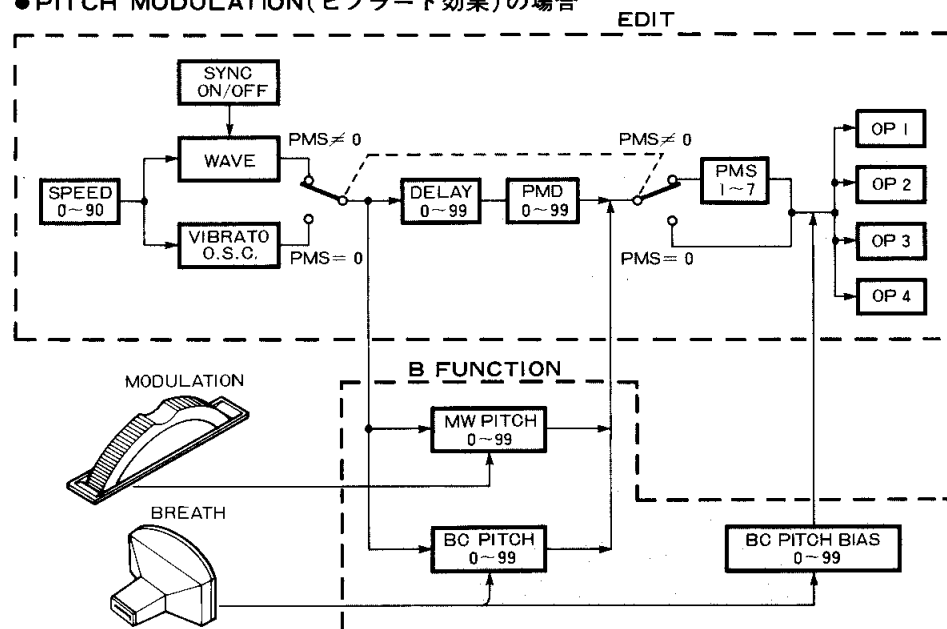 ●PITCH MODULATION(ビブラート効果)の場合
EDIT
SYNC
ON/OFF
WAVE
SPEED
0~90
VIBRATO
O.S.C.
PMS≠ 0
PMS= 0
DELAY
0~99
PMD
0~99
PMS≠ 0
PMS= 0
PMS
1~7
OP 1
OP 2
OP 3
OP 4
B FUNCTION
MODULATION
MW PITCH
0~99
BREATH
BC PITCH
0~99
BC PITCH BIAS
0~99